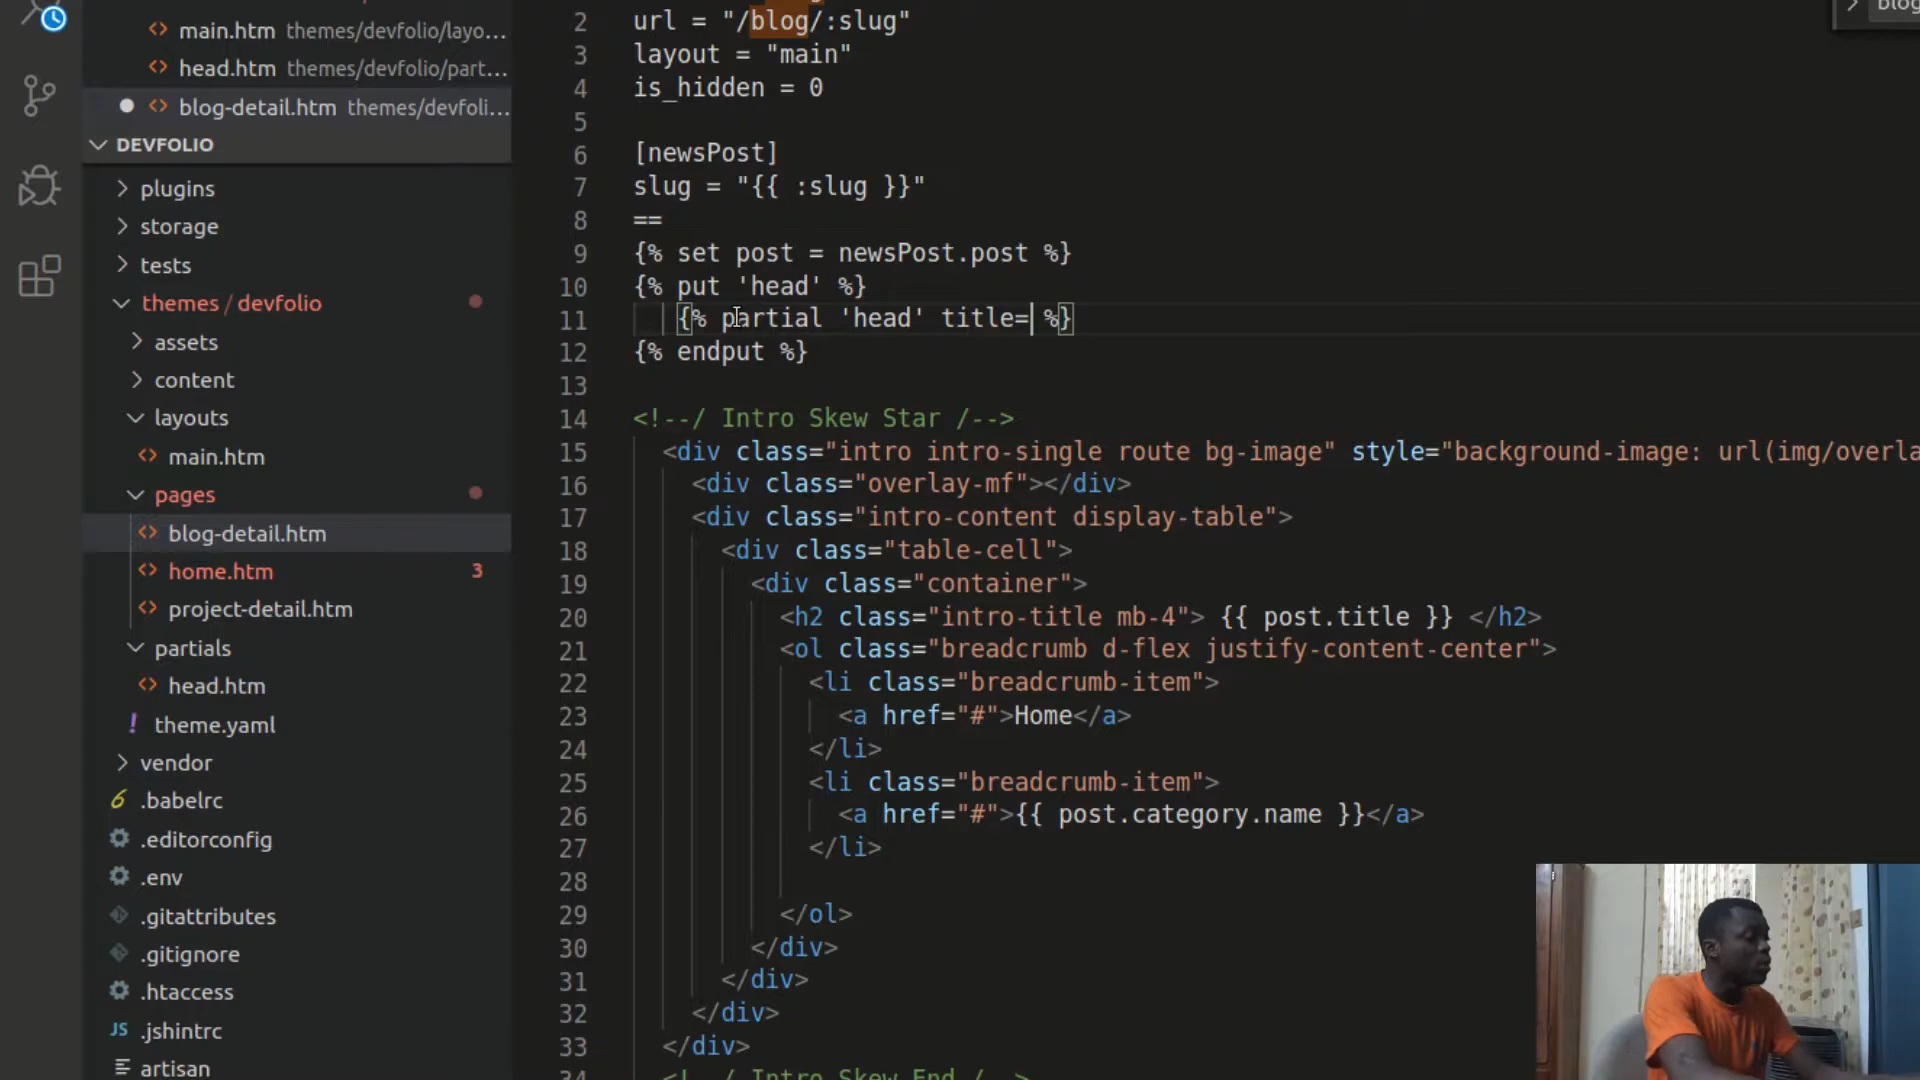 main.htm themes/devfolio/layo...
head.htm themes/devfolio/part...
blog-detail.htm themes/devfoli...
DEVFOLIO
plugins
storage
tests
themes / devfolio
assets
content
layouts
main.htm
pages
blog-detail.htm
home.htm 3
project-detail.htm
partials
head.htm
! theme.yaml
vendor
.babelrc
.editorconfig
.env
.gitattributes
.gitignore
.htaccess
JS .jshintrc
artisan
2 url = "/blog/:slug"
3 layout = "main"
4 is_hidden = 0
5
6 [newsPost]
7 slug = "{{ :slug }}"
8 ==
9 {% set post = newsPost.post %}
10 {% put 'head' %}
11 {% partial 'head' title= %}
12 {% endput %}
13
14 <!--/ Intro Skew Star /-->
15 <div class="intro intro-single route bg-image" style="background-image: url(img/overla
16 <div class="overlay-mf"></div>
17 <div class="intro-content display-table">
18 <div class="table-cell">
19 <div class="container">
20 <h2 class="intro-title mb-4"> {{ post.title }} </h2>
21 <ol class="breadcrumb d-flex justify-content-center">
22 <li class="breadcrumb-item">
23 <a href="#">Home</a>
24 </li>
25 <li class="breadcrumb-item">
26 <a href="#">{{ post.category.name }}</a>
27 </li>
28
29 </ol>
30 </div>
31 </div>
32 </div>
33 </div>
34 <!--/ Intro Skew End /-->
blog